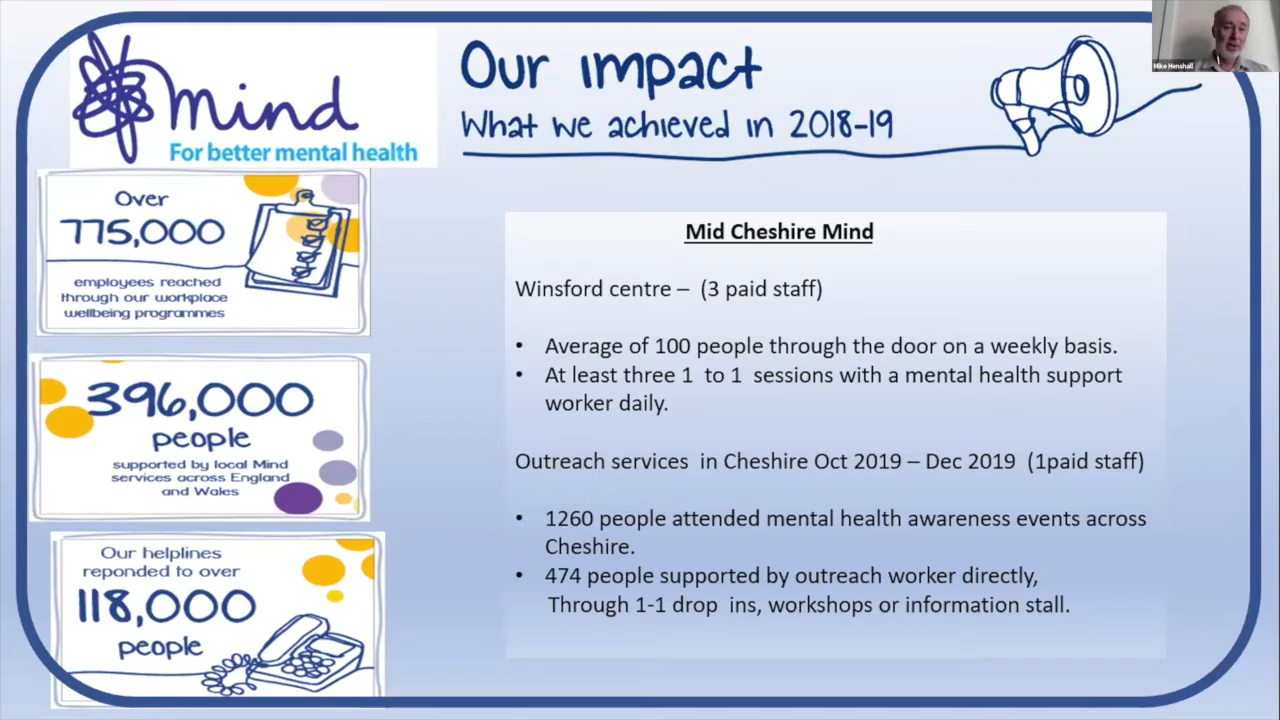 mind
For better mental health
Our impact
What we achieved in 2018-19
Mike Henshall
Over
775,000
employees reached
through our workplace
wellbeing programmes
396,000
people
supported by local Mind
services across England
and Wales
Our helplines
reponded to over
118,000
people
Mid Cheshire Mind
Winsford centre – (3 paid staff)
• Average of 100 people through the door on a weekly basis.
• At least three 1 to 1 sessions with a mental health support
worker daily.
Outreach services in Cheshire Oct 2019 – Dec 2019 (1paid staff)
• 1260 people attended mental health awareness events across
Cheshire.
• 474 people supported by outreach worker directly,
Through 1-1 drop ins, workshops or information stall.